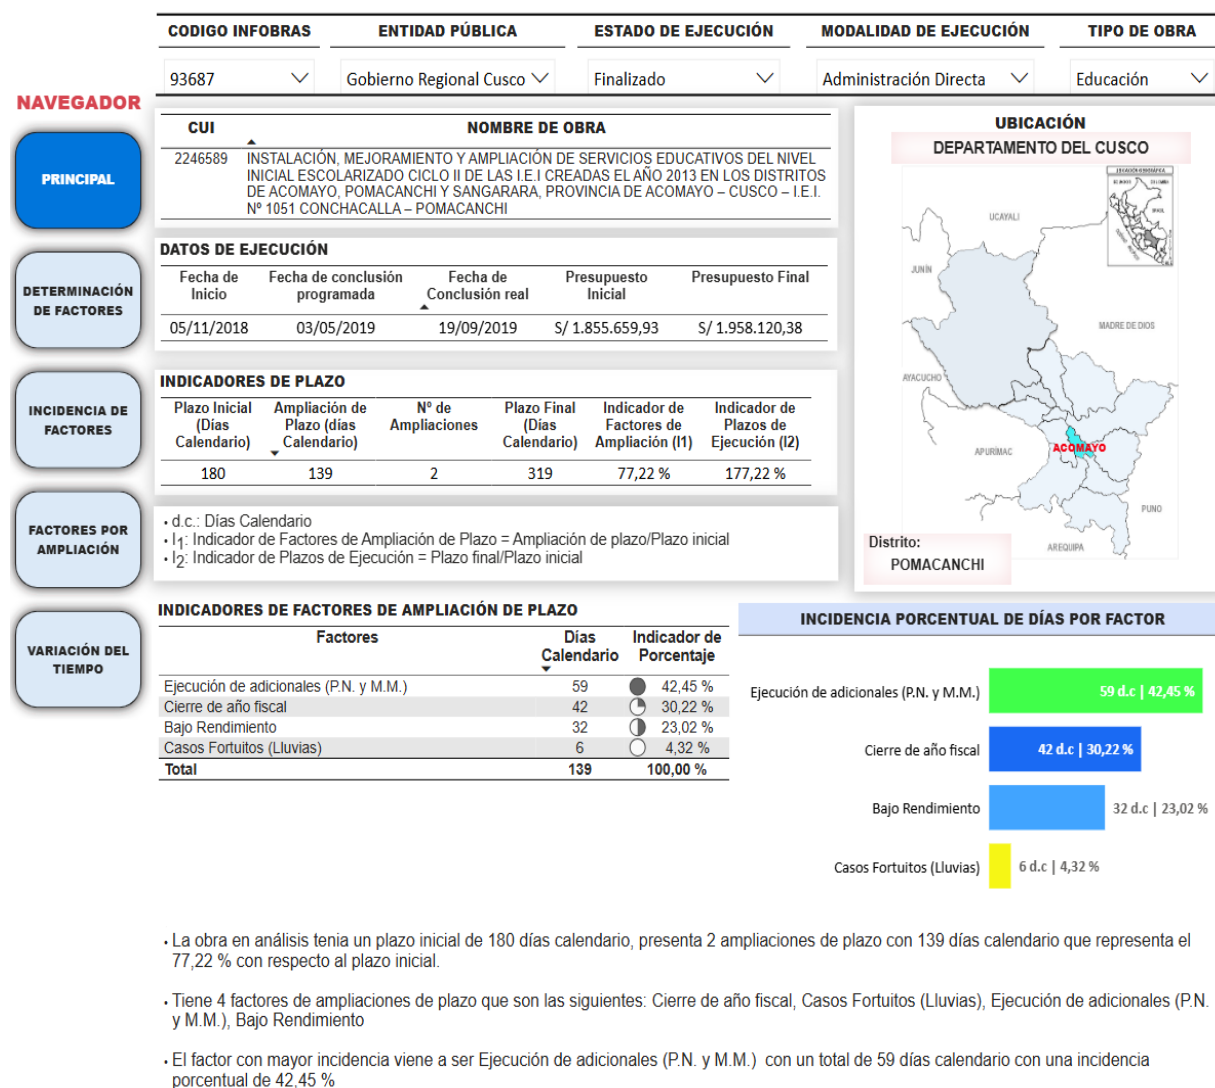 CODIGO INFOBRAS
ENTIDAD PÚBLICA
ESTADO DE EJECUCIÓN
MODALIDAD DE EJECUCIÓN
TIPO DE OBRA
93687
Gobierno Regional Cusco
Finalizado
Administración Directa
Educación
NAVEGADOR
PRINCIPAL
DETERMINACIÓN
DE FACTORES
INCIDENCIA DE
FACTORES
FACTORES POR
AMPLIACIÓN
VARIACIÓN DEL
TIEMPO
CUI
NOMBRE DE OBRA
2246589
INSTALACIÓN, MEJORAMIENTO Y AMPLIACIÓN DE SERVICIOS EDUCATIVOS DEL NIVEL
INICIAL ESCOLARIZADO CICLO II DE LAS I.E.I CREADAS EL AÑO 2013 EN LOS DISTRITOS
DE ACOMAYO, POMACANCHI Y SANGARARA, PROVINCIA DE ACOMAYO – CUSCO – I.E.I.
Nº 1051 CONCHACALLA – POMACANCHI
DATOS DE EJECUCIÓN
Fecha de
Inicio
Fecha de conclusión
programada
Fecha de
Conclusión real
Presupuesto
Inicial
Presupuesto Final
05/11/2018
03/05/2019
19/09/2019
S/ 1.855.659,93
S/ 1.958.120,38
INDICADORES DE PLAZO
Plazo Inicial
(Días
Calendario)
Ampliación de
Plazo (días
Calendario)
Nº de
Ampliaciones
Plazo Final
(Días
Calendario)
Indicador de
Factores de
Ampliación (I1)
Indicador de
Plazos de
Ejecución (I2)
180
139
2
319
77,22 %
177,22 %
• d.c.: Días Calendario
• I1: Indicador de Factores de Ampliación de Plazo = Ampliación de plazo/Plazo inicial
• I2: Indicador de Plazos de Ejecución = Plazo final/Plazo inicial
UBICACIÓN
DEPARTAMENTO DEL CUSCO
UCAYALI
JUNÍN
MADRE DE DIOS
AYACUCHO
APURÍMAC
ACOMAYO
PUNO
AREQUIPA
Distrito:
POMACANCHI
INDICADORES DE FACTORES DE AMPLIACIÓN DE PLAZO
Factores
Días
Calendario
Indicador de
Porcentaje
Ejecución de adicionales (P.N. y M.M.) 59 42,45 %
Cierre de año fiscal 42 30,22 %
Bajo Rendimiento 32 23,02 %
Casos Fortuitos (Lluvias) 6 4,32 %
Total 139 100,00 %
INCIDENCIA PORCENTUAL DE DÍAS POR FACTOR
Ejecución de adicionales (P.N. y M.M.) 59 d.c | 42,45 %
Cierre de año fiscal 42 d.c | 30,22 %
Bajo Rendimiento 32 d.c | 23,02 %
Casos Fortuitos (Lluvias) 6 d.c | 4,32 %
• La obra en análisis tenia un plazo inicial de 180 días calendario, presenta 2 ampliaciones de plazo con 139 días calendario que representa el
77,22 % con respecto al plazo inicial.
• Tiene 4 factores de ampliaciones de plazo que son las siguientes: Cierre de año fiscal, Casos Fortuitos (Lluvias), Ejecución de adicionales (P.N.
y M.M.), Bajo Rendimiento
• El factor con mayor incidencia viene a ser Ejecución de adicionales (P.N. y M.M.) con un total de 59 días calendario con una incidencia
porcentual de 42,45 %